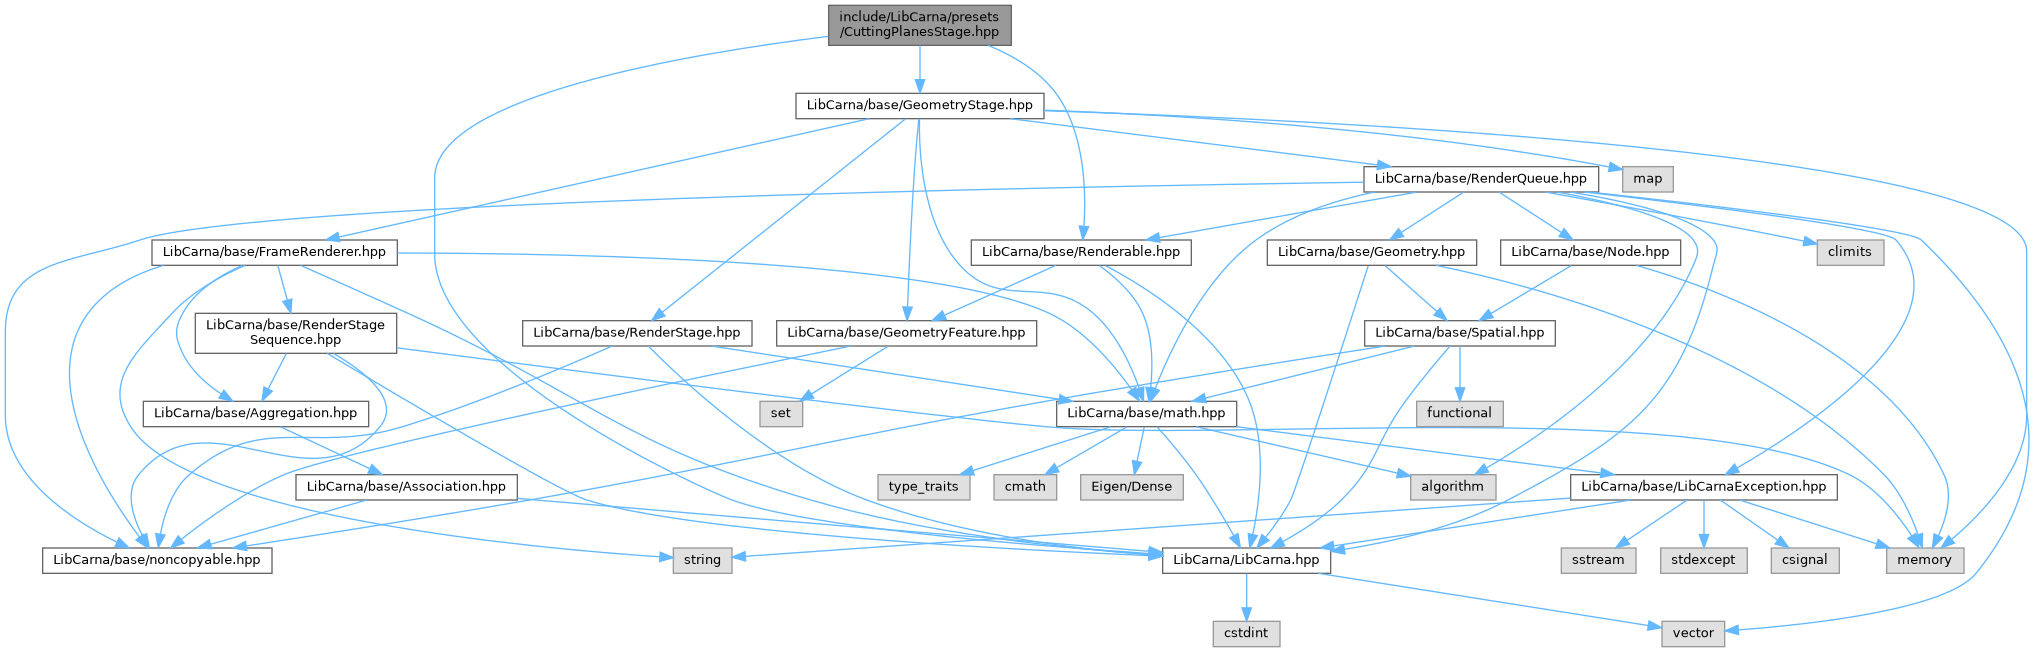 include/LibCarna/presets
/CuttingPlanesStage.hpp
LibCarna/base/GeometryStage.hpp
LibCarna/base/RenderQueue.hpp
map
LibCarna/base/FrameRenderer.hpp
LibCarna/base/Renderable.hpp
LibCarna/base/Geometry.hpp
LibCarna/base/Node.hpp
climits
LibCarna/base/RenderStage
Sequence.hpp
LibCarna/base/RenderStage.hpp
LibCarna/base/GeometryFeature.hpp
LibCarna/base/Spatial.hpp
LibCarna/base/Aggregation.hpp
set
LibCarna/base/math.hpp
functional
LibCarna/base/Association.hpp
type_traits
cmath
Eigen/Dense
algorithm
LibCarna/base/LibCarnaException.hpp
LibCarna/base/noncopyable.hpp
string
LibCarna/LibCarna.hpp
sstream
stdexcept
csignal
memory
cstdint
vector